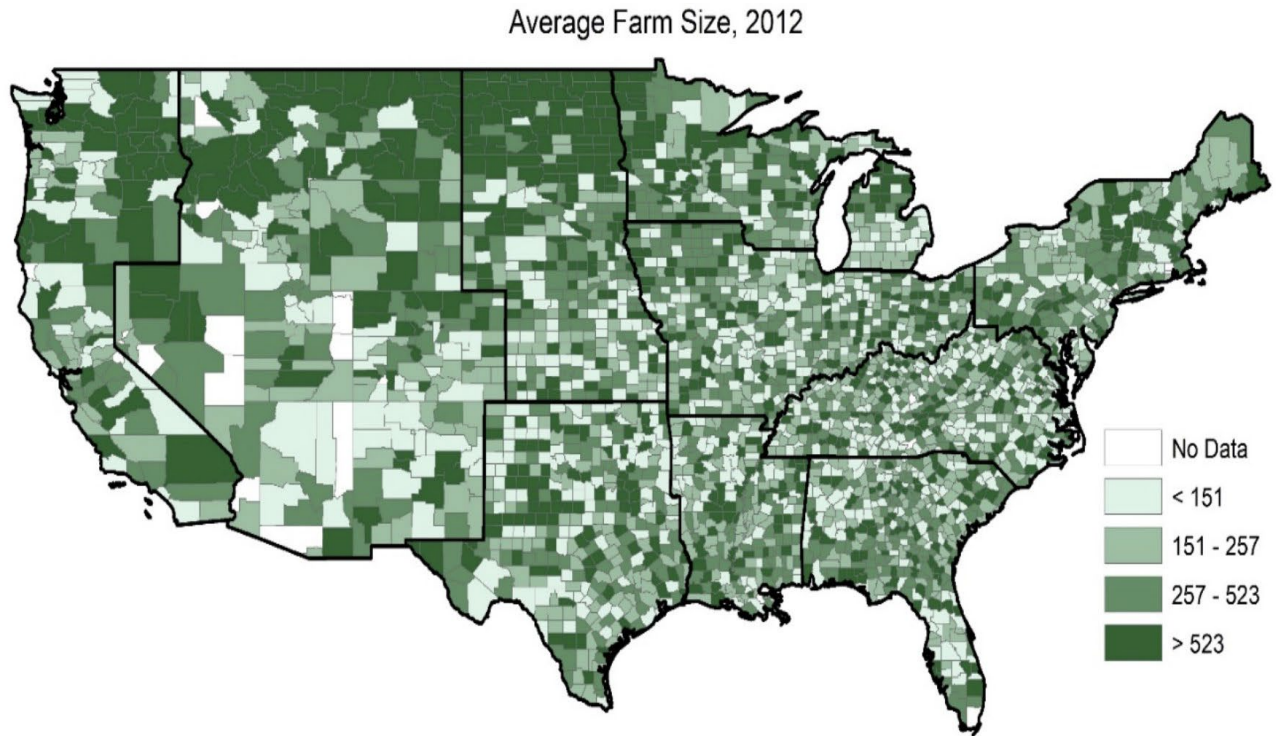 Average Farm Size, 2012
No Data
< 151
151 - 257
257 - 523
> 523